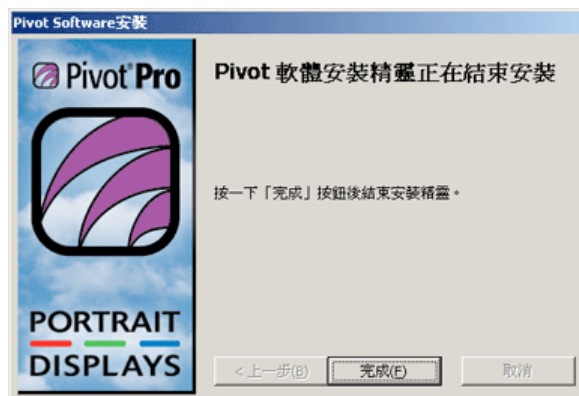 Pivot Software安裝
Pivot® Pro
Pivot 軟體安裝精靈正在結束安裝
按一下「完成」按鈕後結束安裝精靈。
PORTRAIT
DISPLAYS
<上一步(B)
完成(F)
取消